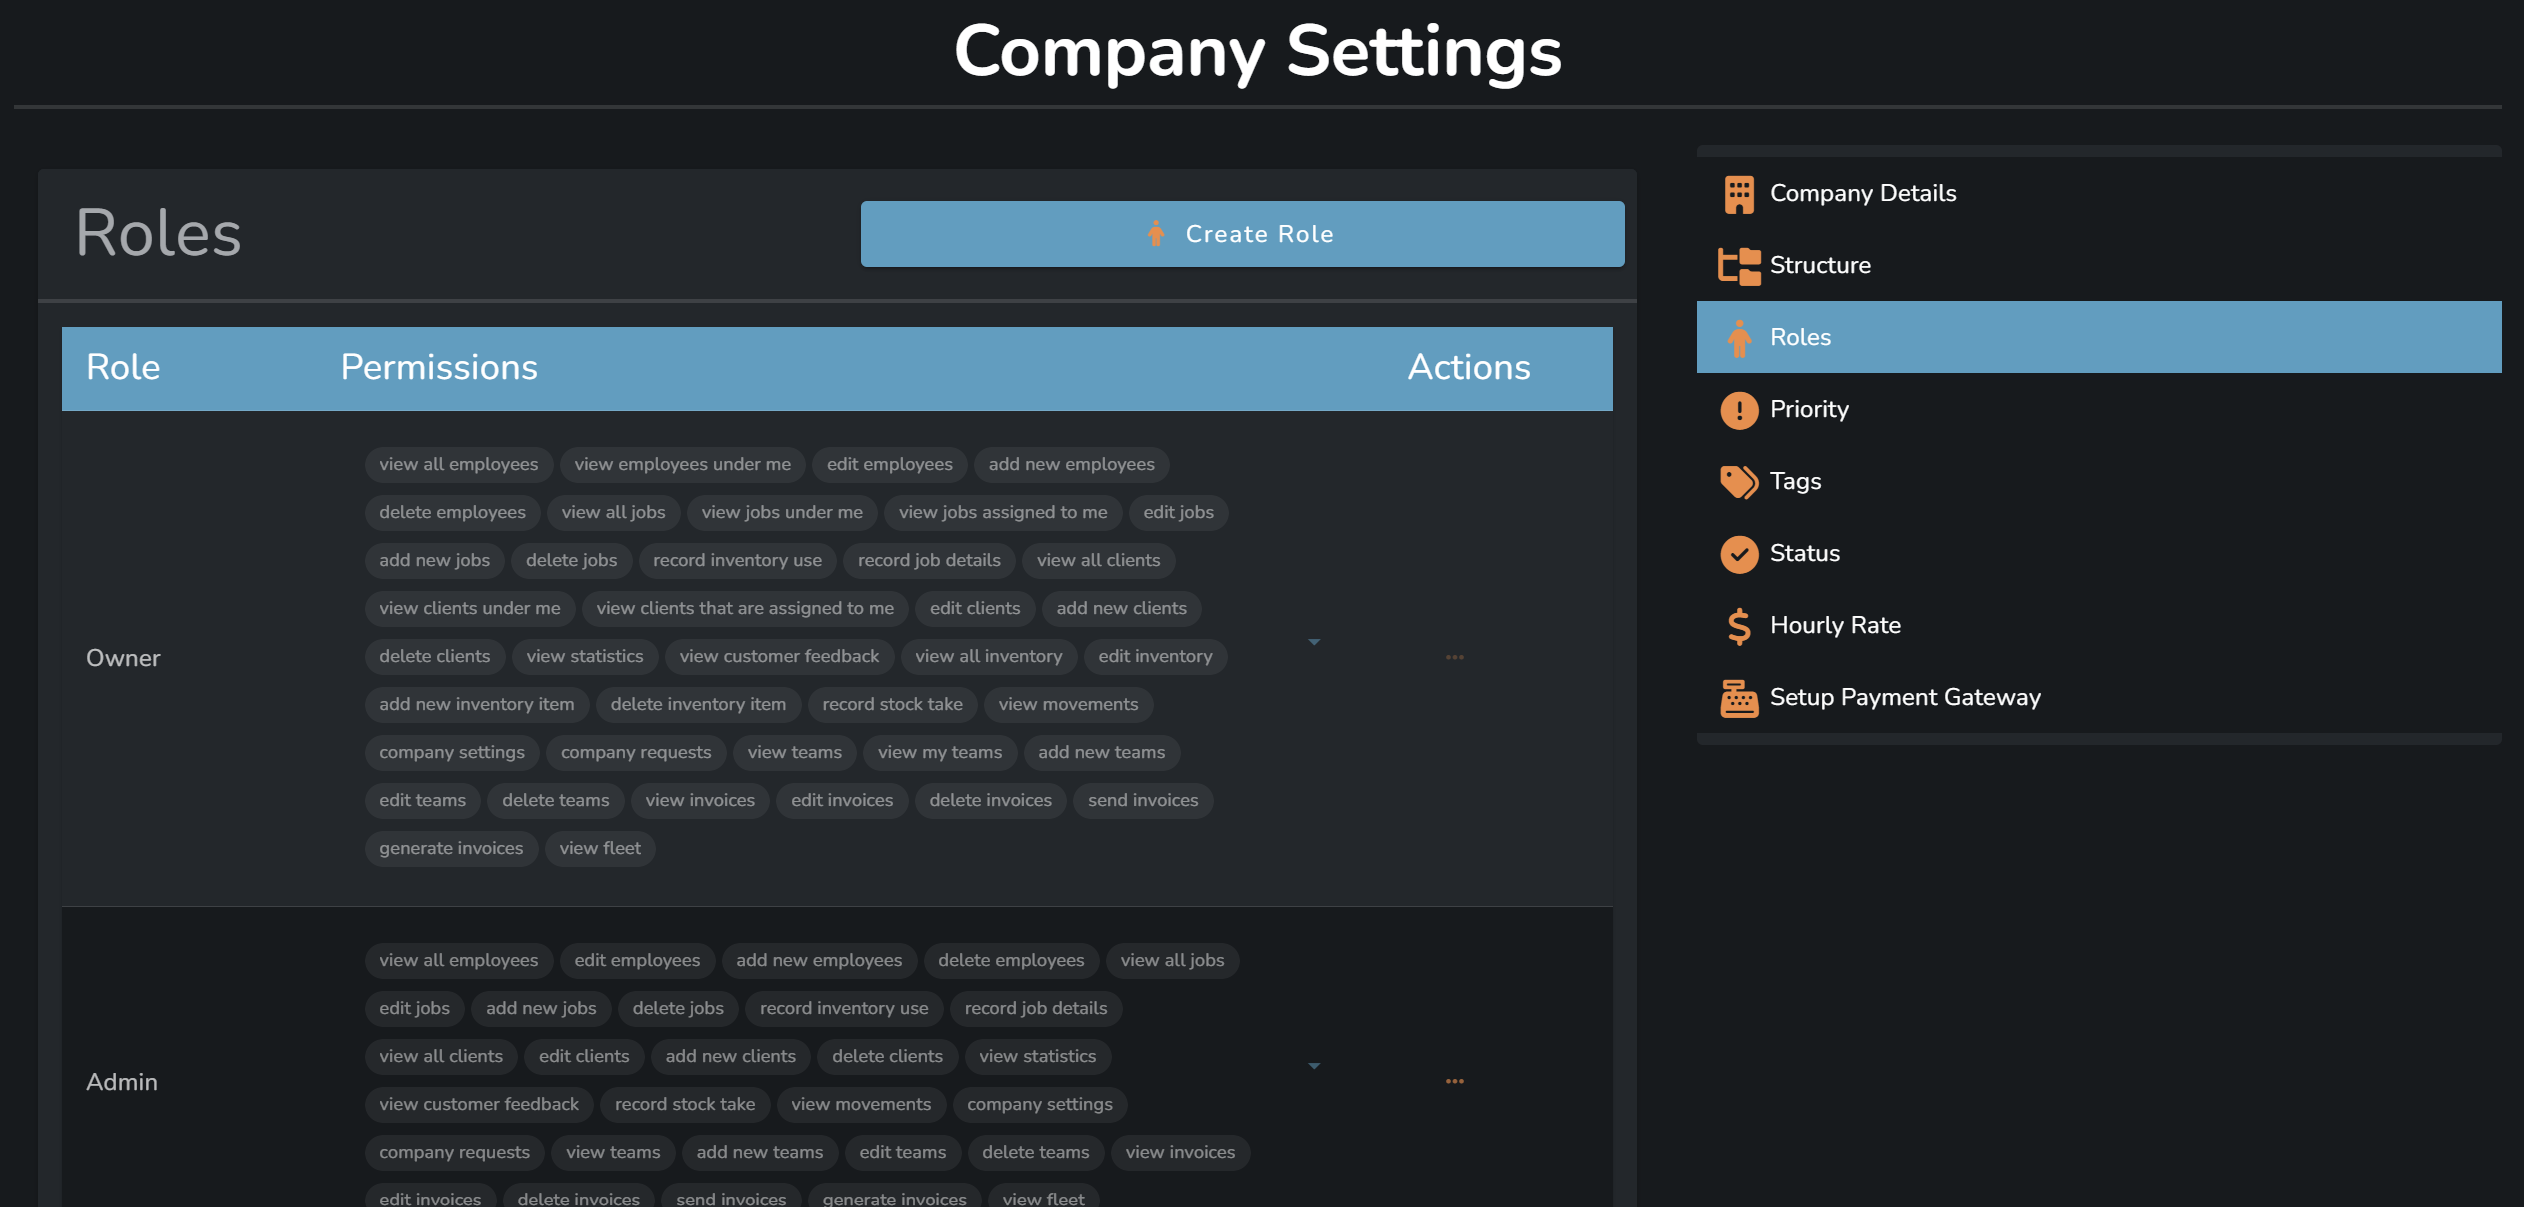 Company Settings
Roles
Create Role
Role Permissions Actions
Owner
view all employees view employees under me edit employees add new employees
delete employees view all jobs view jobs under me view jobs assigned to me edit jobs
add new jobs delete jobs record inventory use record job details view all clients
view clients under me view clients that are assigned to me edit clients add new clients
delete clients view statistics view customer feedback view all inventory edit inventory
add new inventory item delete inventory item record stock take view movements
company settings company requests view teams view my teams add new teams
edit teams delete teams view invoices edit invoices delete invoices send invoices
generate invoices view fleet
Admin
view all employees edit employees add new employees delete employees view all jobs
edit jobs add new jobs delete jobs record inventory use record job details
view all clients edit clients add new clients delete clients view statistics
view customer feedback record stock take view movements company settings
company requests view teams add new teams edit teams delete teams view invoices
edit invoices delete invoices send invoices generate invoices view fleet
Company Details
Structure
Roles
Priority
Tags
Status
Hourly Rate
Setup Payment Gateway